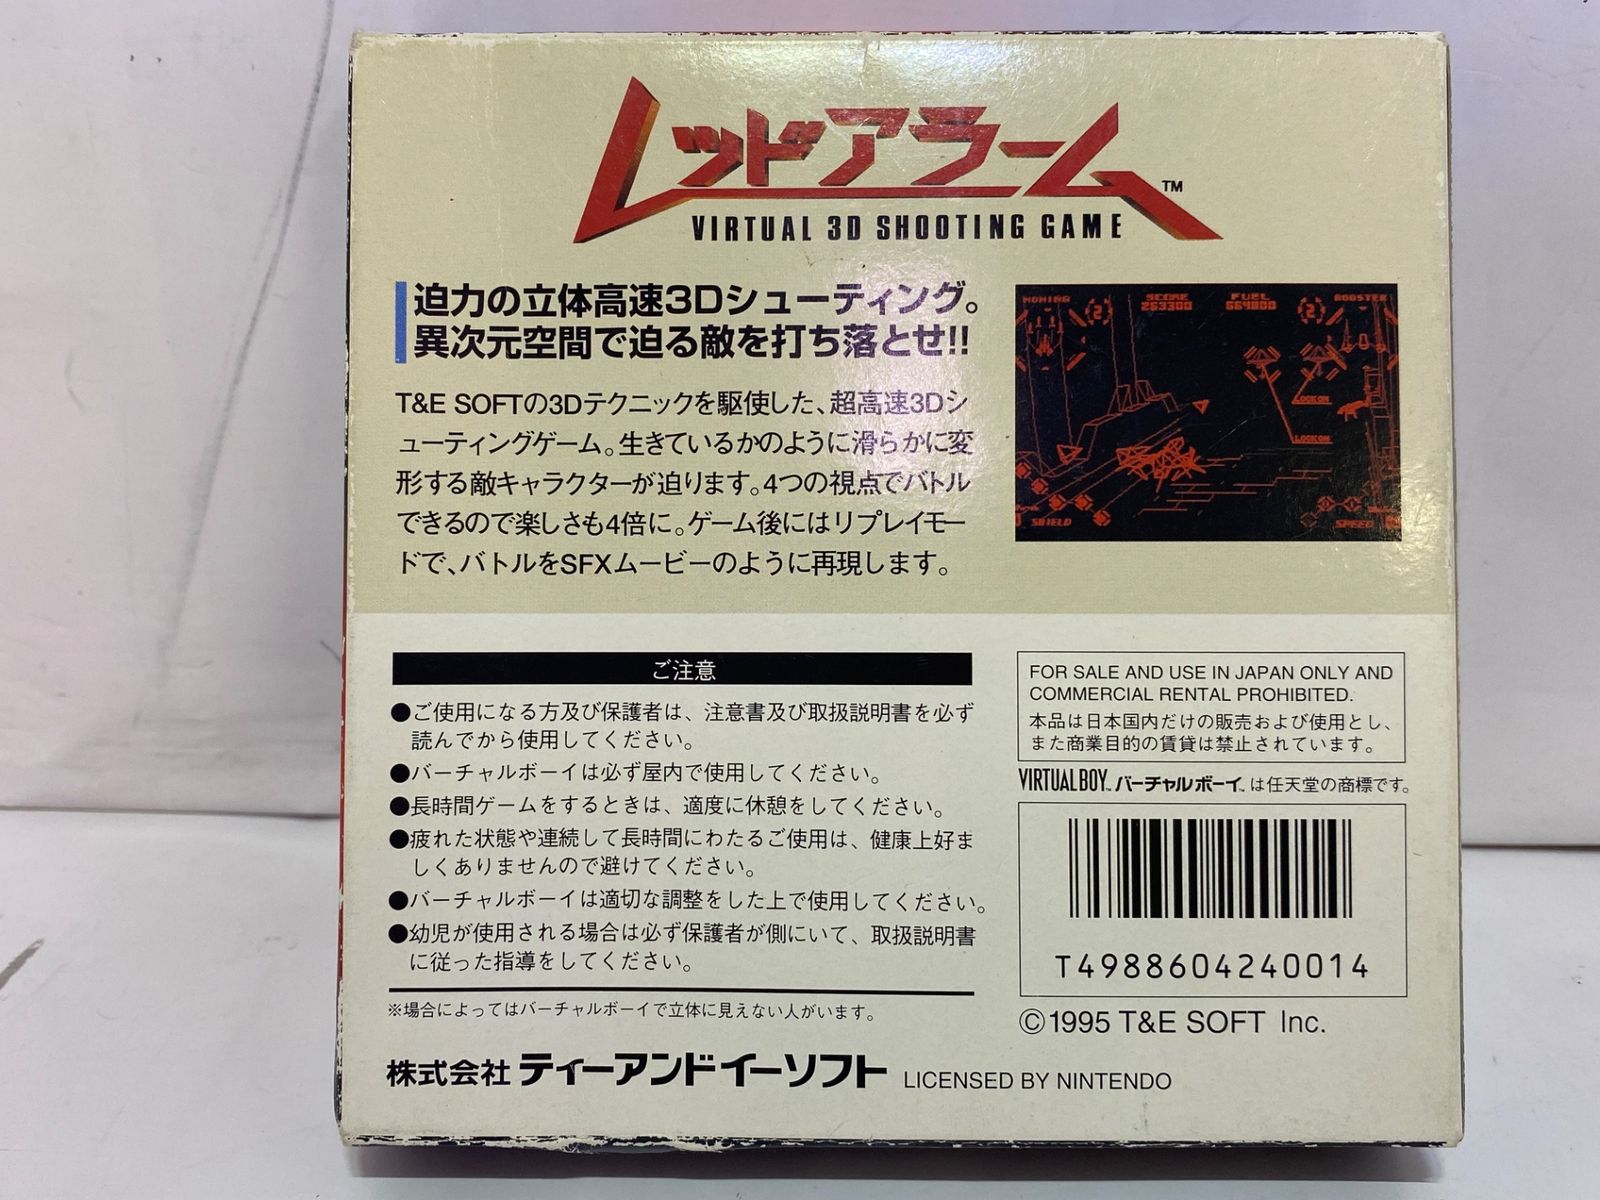 レッドアラーム™
VIRTUAL 3D SHOOTING GAME
迫力の立体高速3Dシューティング。
異次元空間で迫る敵を打ち落とせ!!
T&E SOFTの3Dテクニックを駆使した、超高速3Dシ
ューティングゲーム。生きているかのように滑らかに変
形する敵キャラクターが迫ります。4つの視点でバトル
できるので楽しさも4倍に。ゲーム後にはリプレイモー
ドで、バトルをSFXムービーのように再現します。
HOMING
SCORE
FUEL
BOOSTER
2
263300
2
LOCK ON
LOCK ON
SHIELD
SPEED
ご注意
●ご使用になる方及び保護者は、注意書及び取扱説明書を必ず
読んでから使用してください。
●バーチャルボーイは必ず屋内で使用してください。
●長時間ゲームをするときは、適度に休憩をしてください。
●疲れた状態や連続して長時間にわたるご使用は、健康上好ま
しくありませんので避けてください。
●バーチャルボーイは適切な調整をした上で使用してください。
●幼児が使用される場合は必ず保護者が側にいて、取扱説明書
に従った指導をしてください。
※場合によってはバーチャルボーイで立体に見えない人がいます。
株式会社 ティーアンドイーソフト LICENSED BY NINTENDO
FOR SALE AND USE IN JAPAN ONLY AND
COMMERCIAL RENTAL PROHIBITED.
本品は日本国内だけの販売および使用とし、
また商業目的の賃貸は禁止されています。
VIRTUAL BOY™ バーチャルボーイ™ は任天堂の商標です。
T4988604240014
©1995 T&E SOFT Inc.